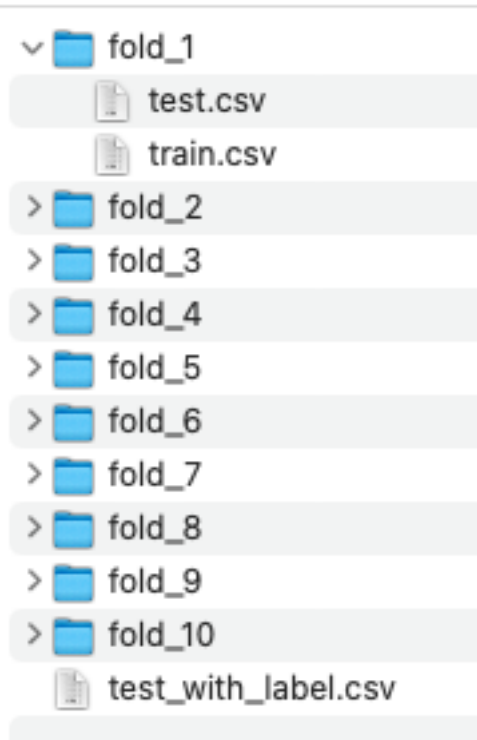 fold_1
test.csv
train.csv
fold_2
fold_3
fold_4
fold_5
fold_6
fold_7
fold_8
fold_9
fold_10
test_with_label.csv